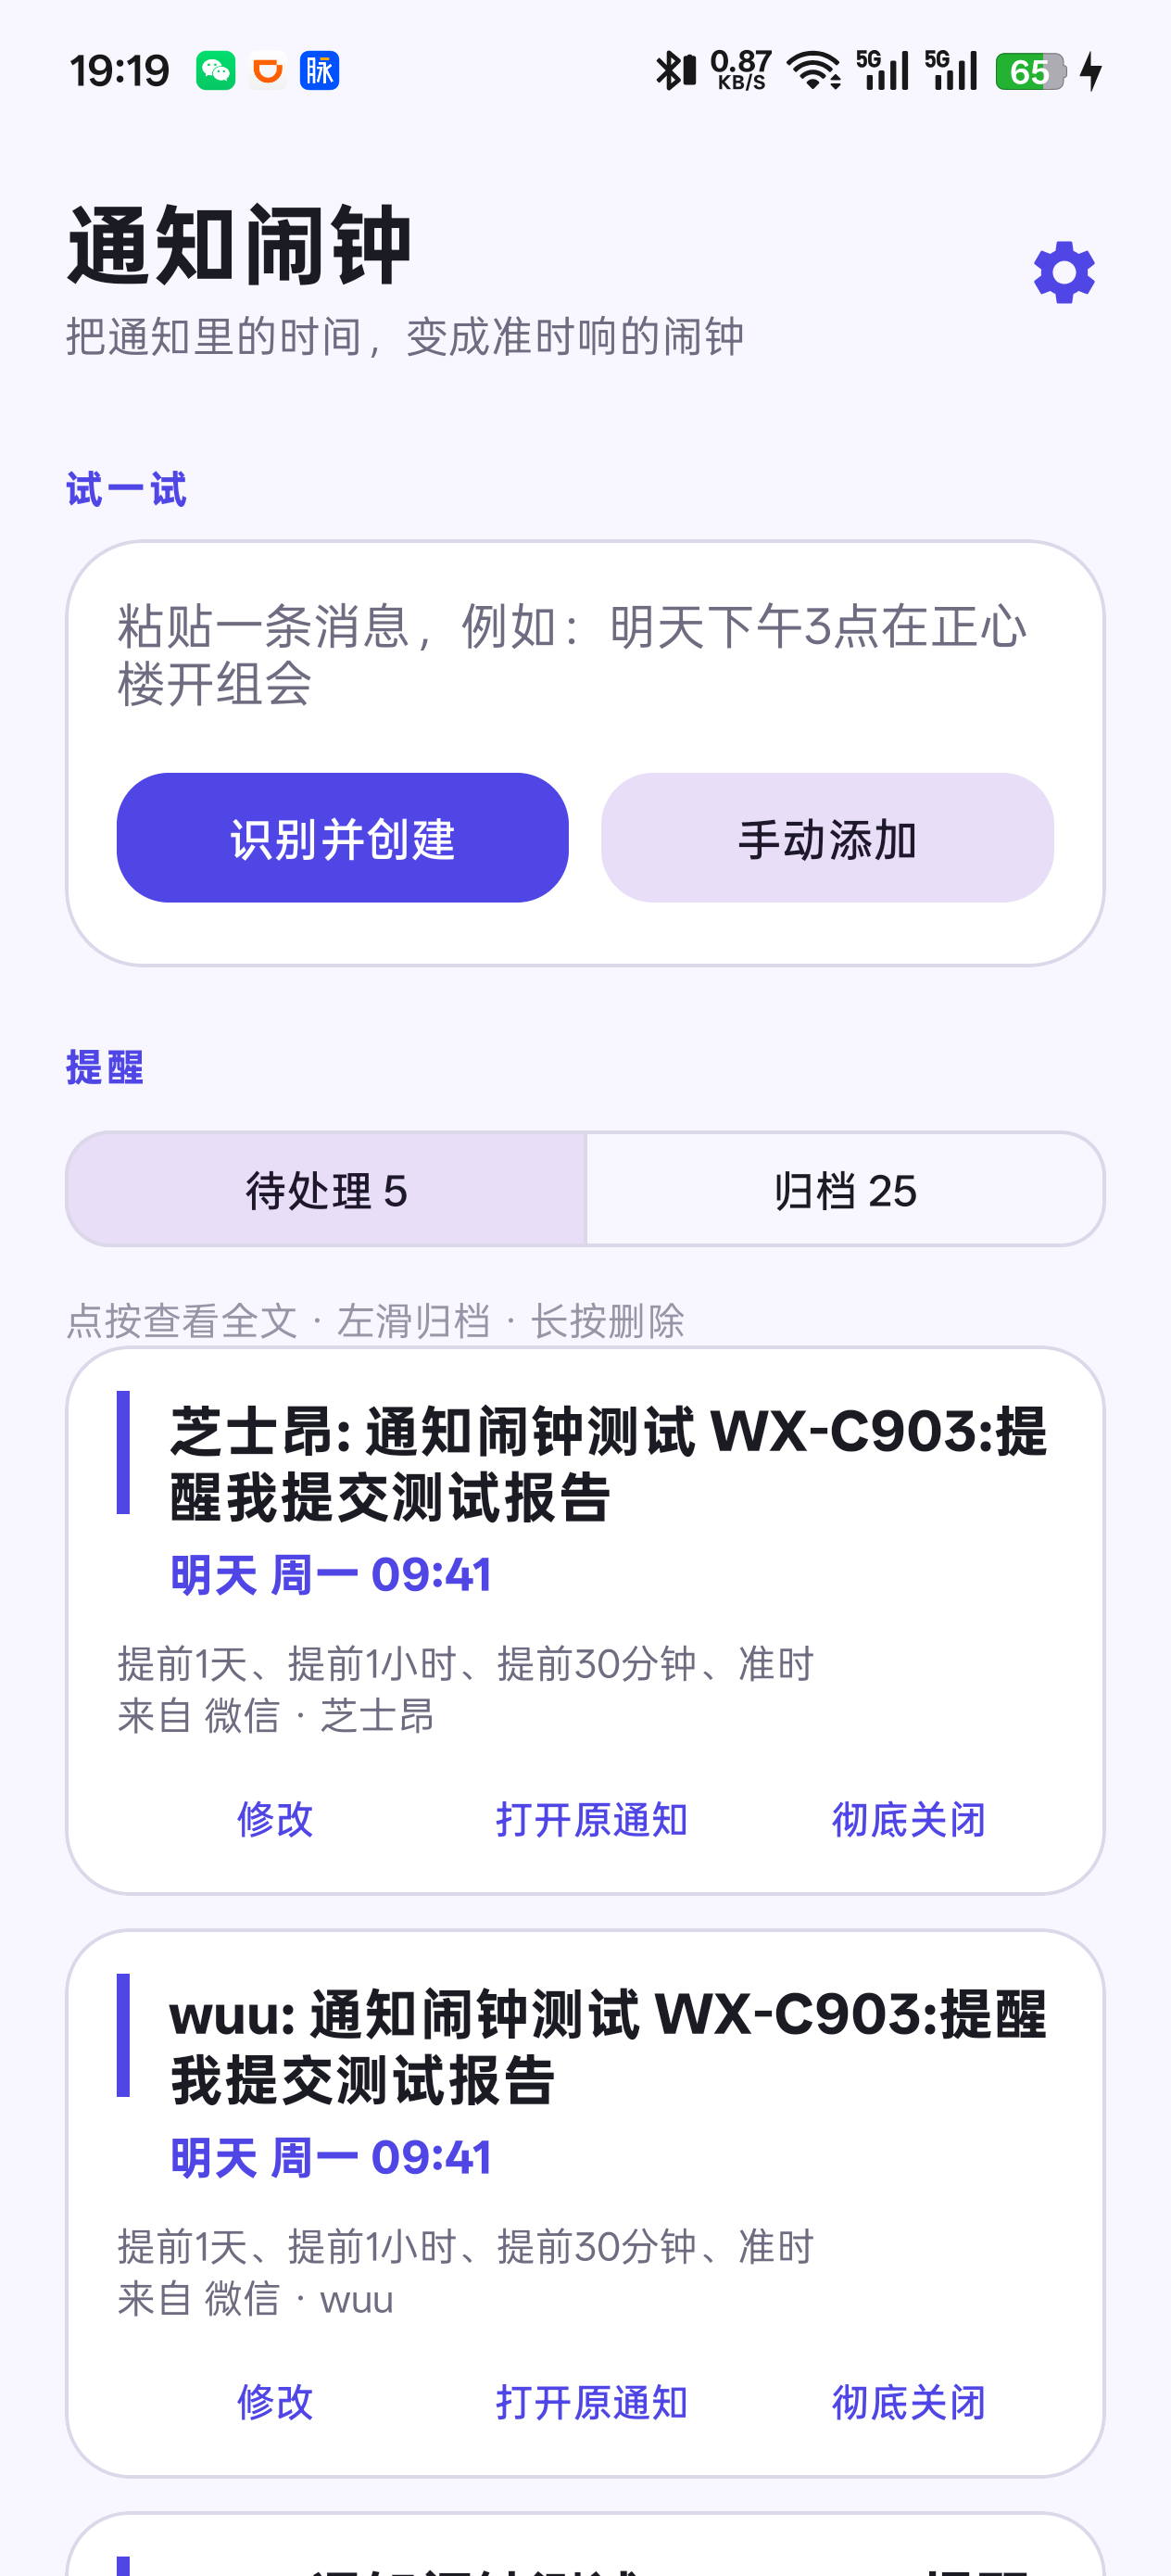 19:19 脉 0.87 KB/S 5G 5G 65
通知闹钟
把通知里的时间，变成准时响的闹钟
试一试
粘贴一条消息，例如：明天下午3点在正心
楼开组会
识别并创建 手动添加
提醒
待处理 5 归档 25
点按查看全文 · 左滑归档 · 长按删除
芝士昂: 通知闹钟测试 WX-C903:提
醒我提交测试报告
明天 周一 09:41
提前1天、提前1小时、提前30分钟、准时
来自 微信 · 芝士昂
修改 打开原通知 彻底关闭
wuu: 通知闹钟测试 WX-C903:提醒
我提交测试报告
明天 周一 09:41
提前1天、提前1小时、提前30分钟、准时
来自 微信 · wuu
修改 打开原通知 彻底关闭